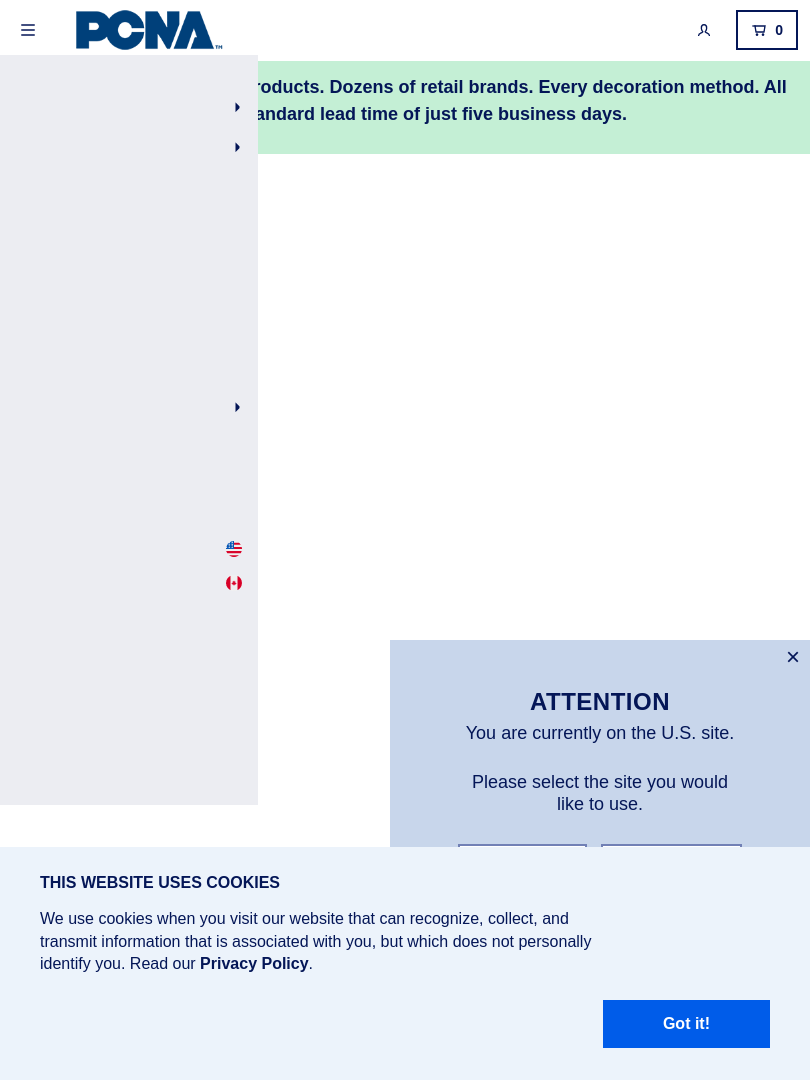 PCNA™
0
roducts. Dozens of retail brands. Every decoration method. All
andard lead time of just five business days.
ATTENTION
You are currently on the U.S. site.
Please select the site you would
like to use.
THIS WEBSITE USES COOKIES
We use cookies when you visit our website that can recognize, collect, and
transmit information that is associated with you, but which does not personally
identify you. Read our Privacy Policy.
Got it!